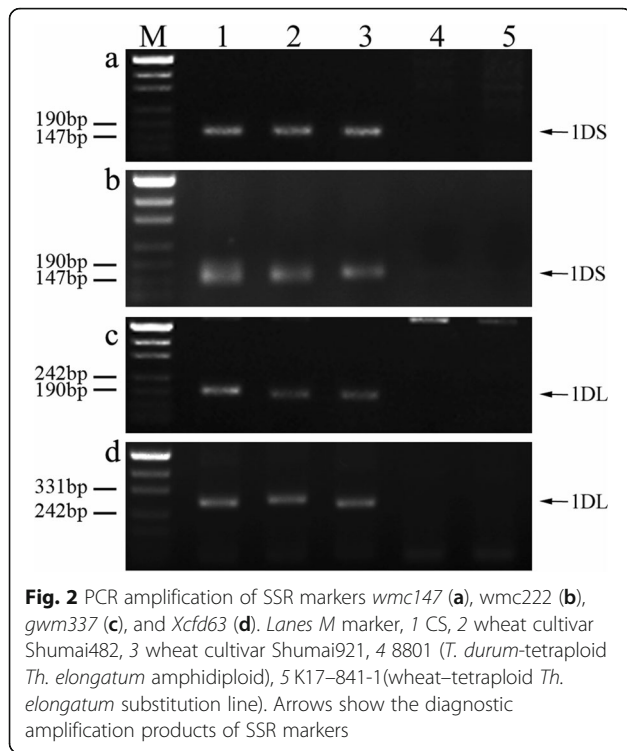 M 1 2 3 4 5
a
190bp
147bp
←1DS
b
190bp
147bp
←1DS
c
242bp
190bp
←1DL
d
331bp
242bp
←1DL
Fig. 2 PCR amplification of SSR markers wmc147 (a), wmc222 (b),
gwm337 (c), and Xcfd63 (d). Lanes M marker, 1 CS, 2 wheat cultivar
Shumai482, 3 wheat cultivar Shumai921, 4 8801 (T. durum-tetraploid
Th. elongatum amphidiploid), 5 K17–841-1(wheat–tetraploid Th.
elongatum substitution line). Arrows show the diagnostic
amplification products of SSR markers